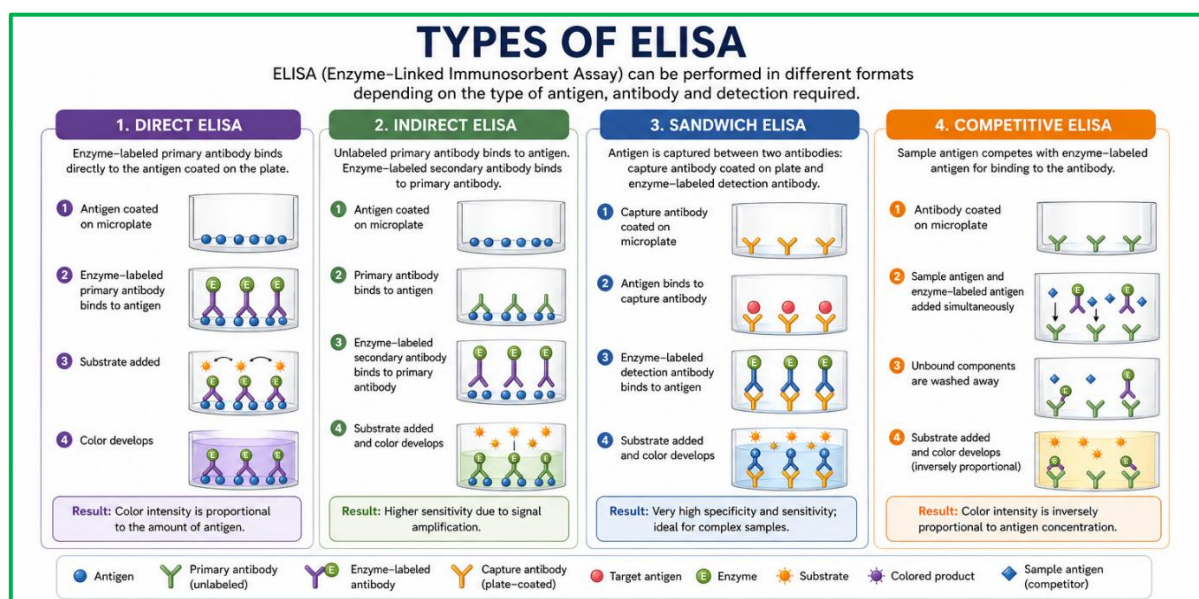 TYPES OF ELISA
ELISA (Enzyme-Linked Immunosorbent Assay) can be performed in different formats
depending on the type of antigen, antibody and detection required.
1. DIRECT ELISA
Enzyme-labeled primary antibody binds
directly to the antigen coated on the plate.
1 Antigen coated
on microplate
2 Enzyme-labeled
primary antibody
binds to antigen
E E E
3 Substrate added
E E E
4 Color develops
E E E
Result: Color intensity is proportional
to the amount of antigen.
2. INDIRECT ELISA
Unlabeled primary antibody binds to antigen.
Enzyme-labeled secondary antibody binds
to primary antibody.
1 Antigen coated
on microplate
2 Primary antibody
binds to antigen
3 Enzyme-labeled
secondary antibody
binds to primary
antibody
E E E
4 Substrate added
and color develops
E E E
Result: Higher sensitivity due to signal
amplification.
3. SANDWICH ELISA
Antigen is captured between two antibodies:
capture antibody coated on plate and
enzyme-labeled detection antibody.
1 Capture antibody
coated on
microplate
2 Antigen binds to
capture antibody
3 Enzyme-labeled
detection antibody
binds to antigen
E E E
4 Substrate added
and color develops
Result: Very high specificity and sensitivity;
ideal for complex samples.
4. COMPETITIVE ELISA
Sample antigen competes with enzyme-labeled
antigen for binding to the antibody.
1 Antibody coated
on microplate
2 Sample antigen and
enzyme-labeled antigen
added simultaneously
E E
3 Unbound components
are washed away
E E
4 Substrate added
and color develops
(inversely proportional)
E E
Result: Color intensity is inversely
proportional to antigen concentration.
Antigen
Primary antibody
(unlabeled)
E Enzyme-labeled
antibody
Capture antibody
(plate-coated)
Target antigen
E Enzyme
Substrate
Colored product
Sample antigen
(competitor)